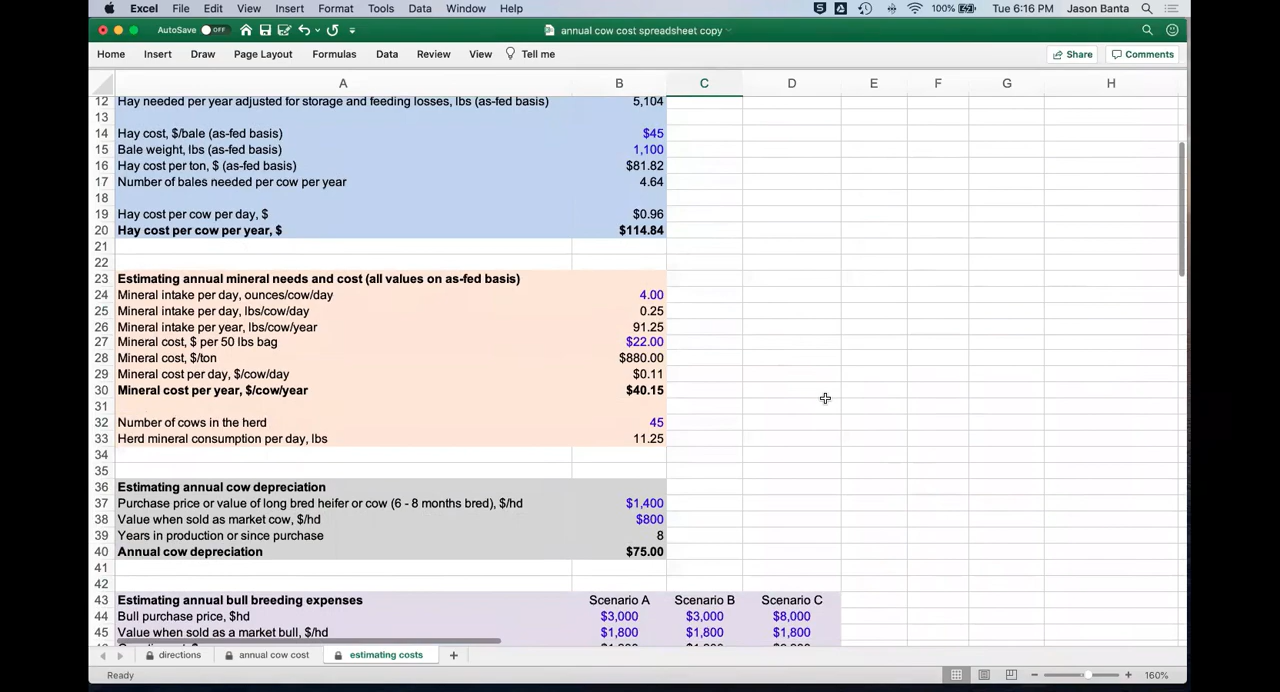 Excel File Edit View Insert Format Tools Data Window Help 100% Tue 6:16 PM Jason Banta
AutoSave OFF annual cow cost spreadsheet copy
Home Insert Draw Page Layout Formulas Data Review View Tell me Share Comments
A B C D E F G H
12 Hay needed per year adjusted for storage and feeding losses, lbs (as-fed basis) 5,104
13
14 Hay cost, $/bale (as-fed basis) $45
15 Bale weight, lbs (as-fed basis) 1,100
16 Hay cost per ton, $ (as-fed basis) $81.82
17 Number of bales needed per cow per year 4.64
18
19 Hay cost per cow per day, $ $0.96
20 Hay cost per cow per year, $ $114.84
21
22
23 Estimating annual mineral needs and cost (all values on as-fed basis)
24 Mineral intake per day, ounces/cow/day 4.00
25 Mineral intake per day, lbs/cow/day 0.25
26 Mineral intake per year, lbs/cow/year 91.25
27 Mineral cost, $ per 50 lbs bag $22.00
28 Mineral cost, $/ton $880.00
29 Mineral cost per day, $/cow/day $0.11
30 Mineral cost per year, $/cow/year $40.15
31
32 Number of cows in the herd 45
33 Herd mineral consumption per day, lbs 11.25
34
35
36 Estimating annual cow depreciation
37 Purchase price or value of long bred heifer or cow (6 - 8 months bred), $/hd $1,400
38 Value when sold as market cow, $/hd $800
39 Years in production or since purchase 8
40 Annual cow depreciation $75.00
41
42
43 Estimating annual bull breeding expenses Scenario A Scenario B Scenario C
44 Bull purchase price, $hd $3,000 $3,000 $8,000
45 Value when sold as a market bull, $/hd $1,800 $1,800 $1,800
directions annual cow cost estimating costs
Ready 160%